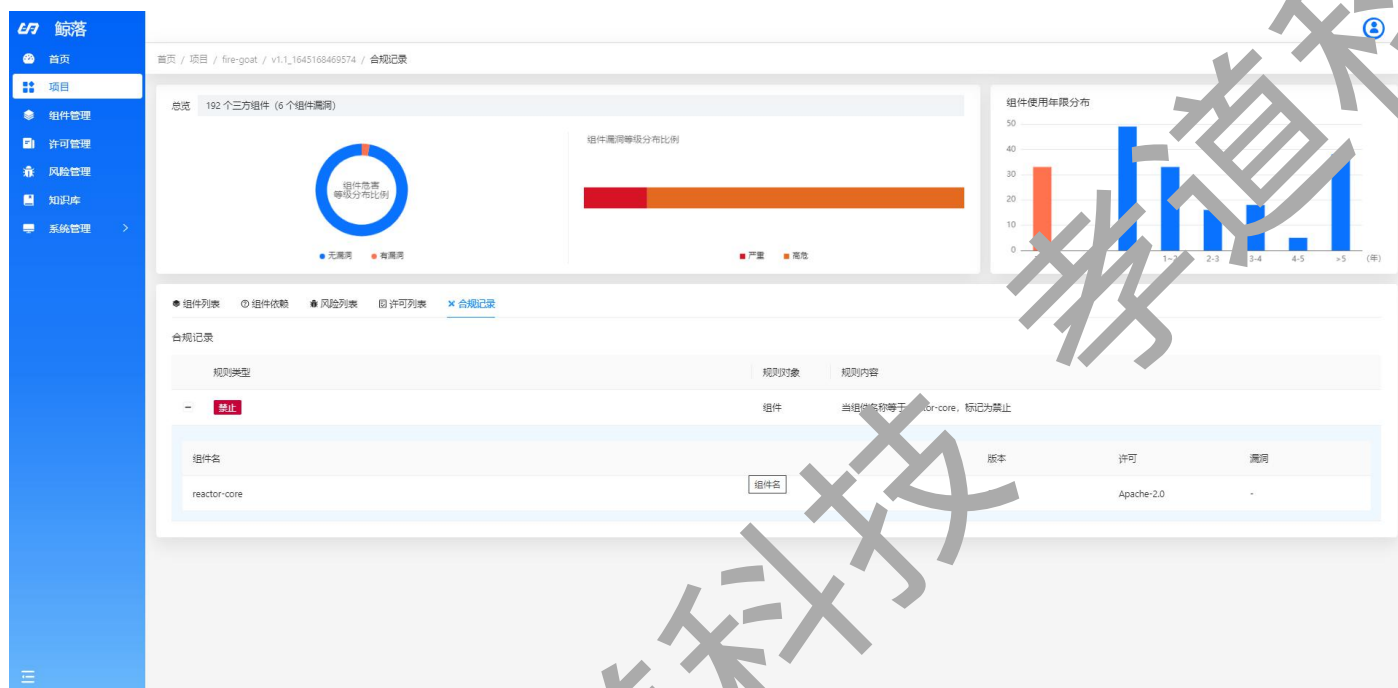 鲸落
首页
项目
组件管理
许可管理
风险管理
知识库
系统管理
首页 / 项目 / fire-goat / v1.1_1645168469574 / 合规记录
总览 192 个三方组件（6 个组件漏洞）
组件危害
等级分布比例
无漏洞 有漏洞
组件漏洞等级分布比例
严重 高危
组件使用年限分布
50
40
30
20
10
0
2-3 3-4 4-5 >5 (年)
组件列表 组件依赖 风险列表 许可列表 合规记录
合规记录
规则类型 规则对象 规则内容
禁止 组件 当组件名称等于 tor-core，标记为禁止
组件名 版本 许可 漏洞
reactor-core 组件名 Apache-2.0 -
孝道科技
道科技